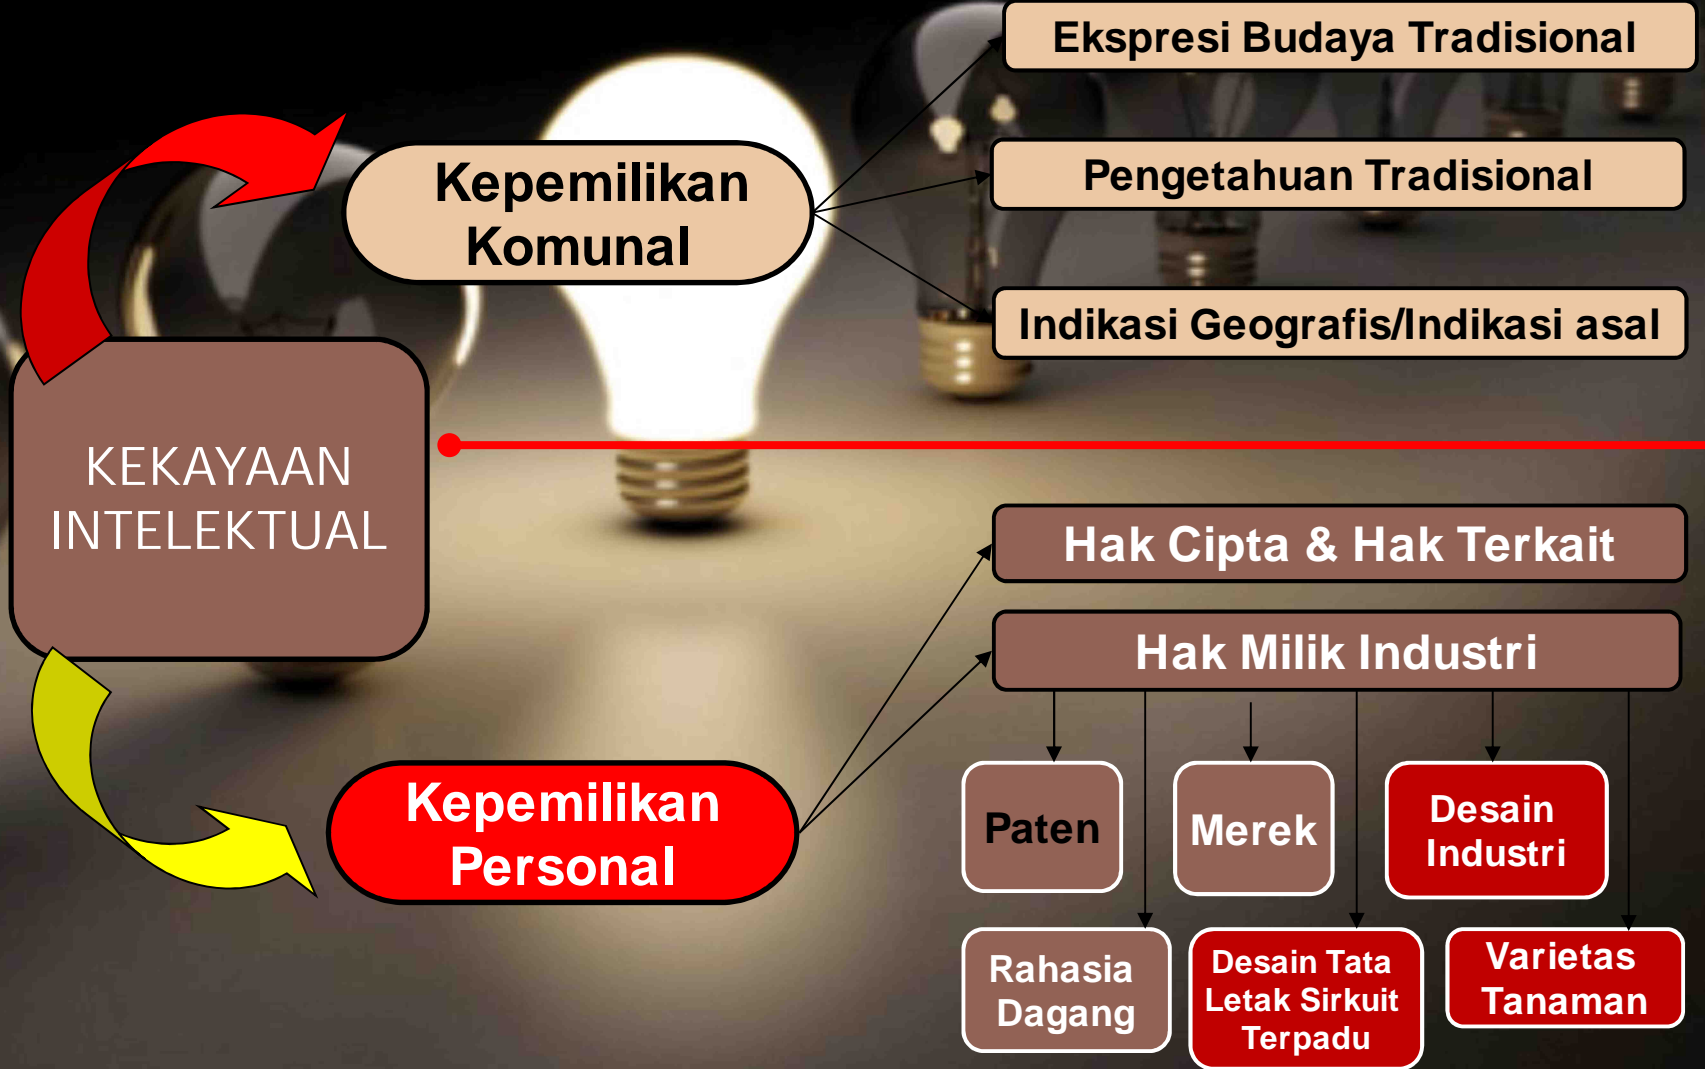 Ekspresi Budaya Tradisional
Kepemilikan
Komunal
Pengetahuan Tradisional
Indikasi Geografis/Indikasi asal
KEKAYAAN
INTELEKTUAL
Hak Cipta & Hak Terkait
Hak Milik Industri
Kepemilikan
Personal
Paten
Merek
Desain
Industri
Rahasia
Dagang
Desain Tata
Letak Sirkuit
Terpadu
Varietas
Tanaman